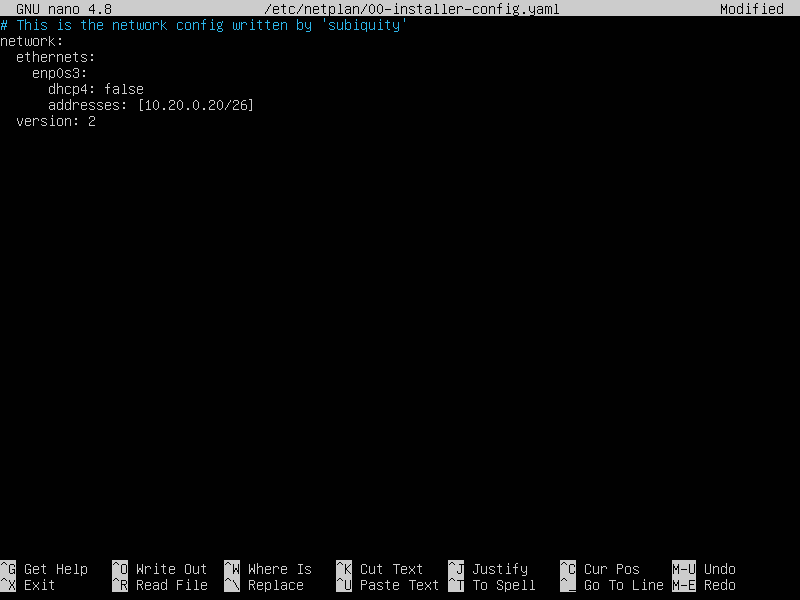 GNU nano 4.8 /etc/netplan/00-installer-config.yaml Modified
# This is the network config written by 'subiquity'
network:
  ethernets:
    enp0s3:
      dhcp4: false
      addresses: [10.20.0.20/26]
  version: 2
^G Get Help ^O Write Out ^W Where Is ^K Cut Text ^J Justify ^C Cur Pos M-U Undo
^X Exit ^R Read File ^\ Replace ^U Paste Text ^T To Spell ^_ Go To Line M-E Redo